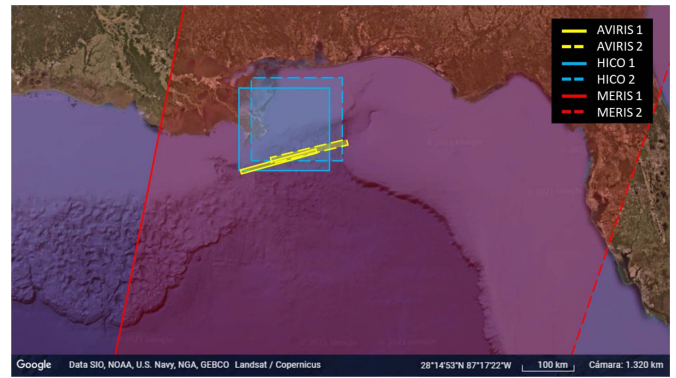 AVIRIS 1
AVIRIS 2
HICO 1
HICO 2
MERIS 1
MERIS 2
Google Data SIO, NOAA, U.S. Navy, NGA, GEBCO Landsat / Copernicus 28°14'53"N 87°17'22"W 100 km Cámara: 1.320 km